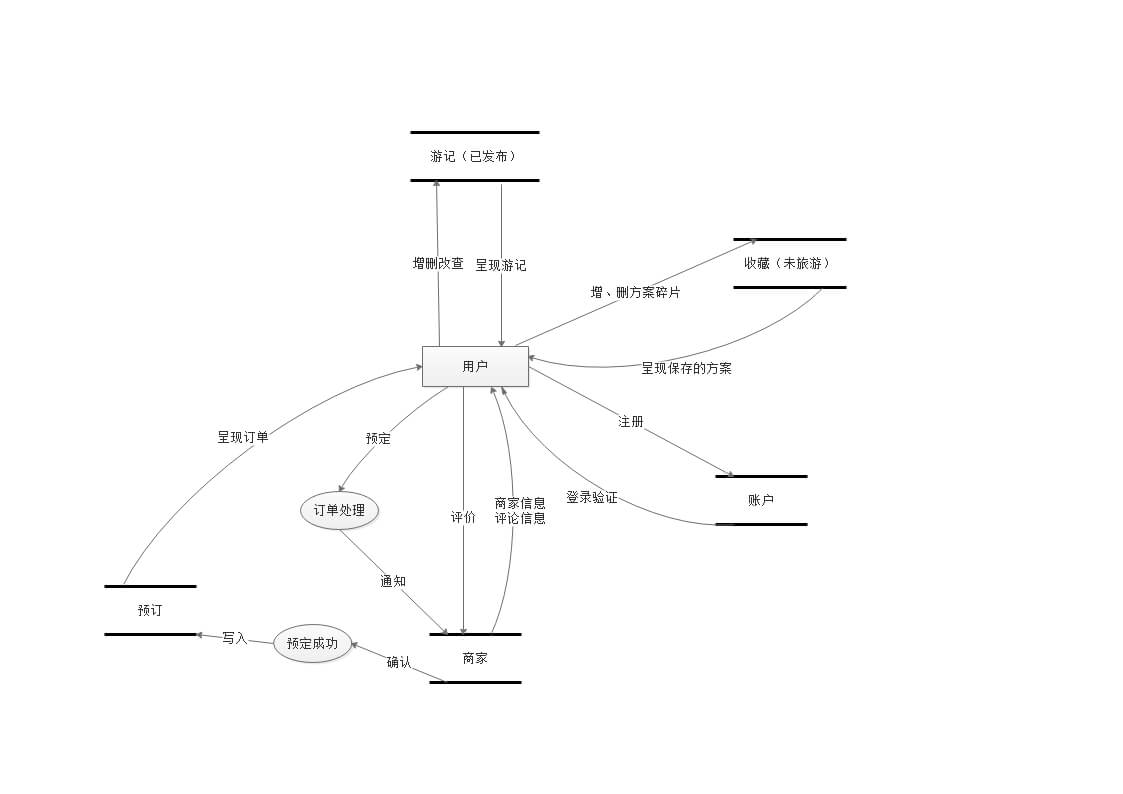 游记（已发布）
增删改查
呈现游记
收藏（未旅游）
增、删方案碎片
用户
呈现保存的方案
注册
呈现订单
预定
登录验证
账户
商家信息
评论信息
订单处理
评价
通知
预订
写入
预定成功
确认
商家